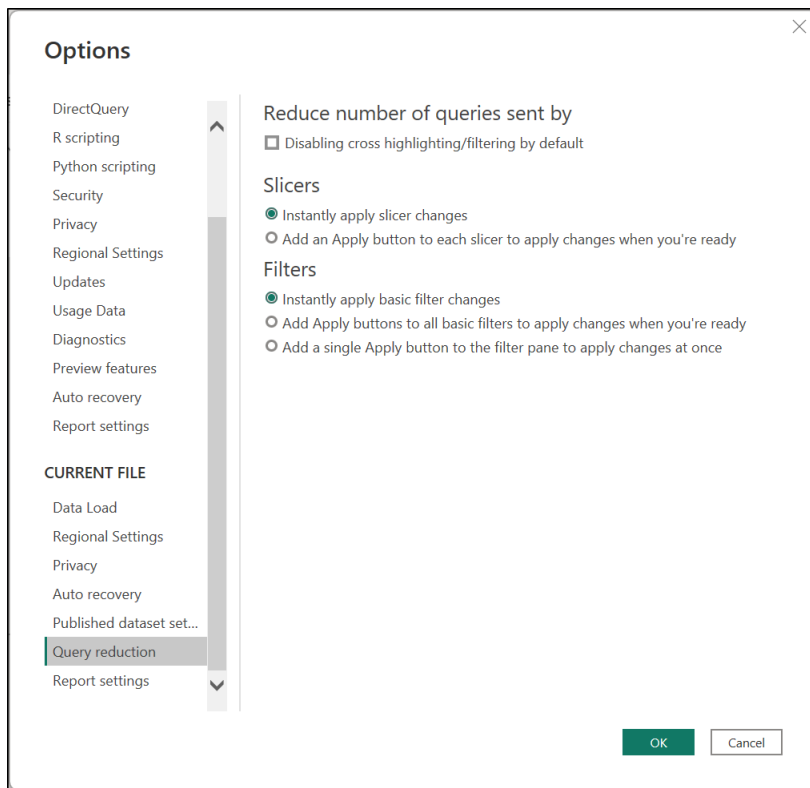 Options
DirectQuery
R scripting
Python scripting
Security
Privacy
Regional Settings
Updates
Usage Data
Diagnostics
Preview features
Auto recovery
Report settings
CURRENT FILE
Data Load
Regional Settings
Privacy
Auto recovery
Published dataset set...
Query reduction
Report settings
Reduce number of queries sent by
Disabling cross highlighting/filtering by default
Slicers
Instantly apply slicer changes
Add an Apply button to each slicer to apply changes when you're ready
Filters
Instantly apply basic filter changes
Add Apply buttons to all basic filters to apply changes when you're ready
Add a single Apply button to the filter pane to apply changes at once
OK
Cancel